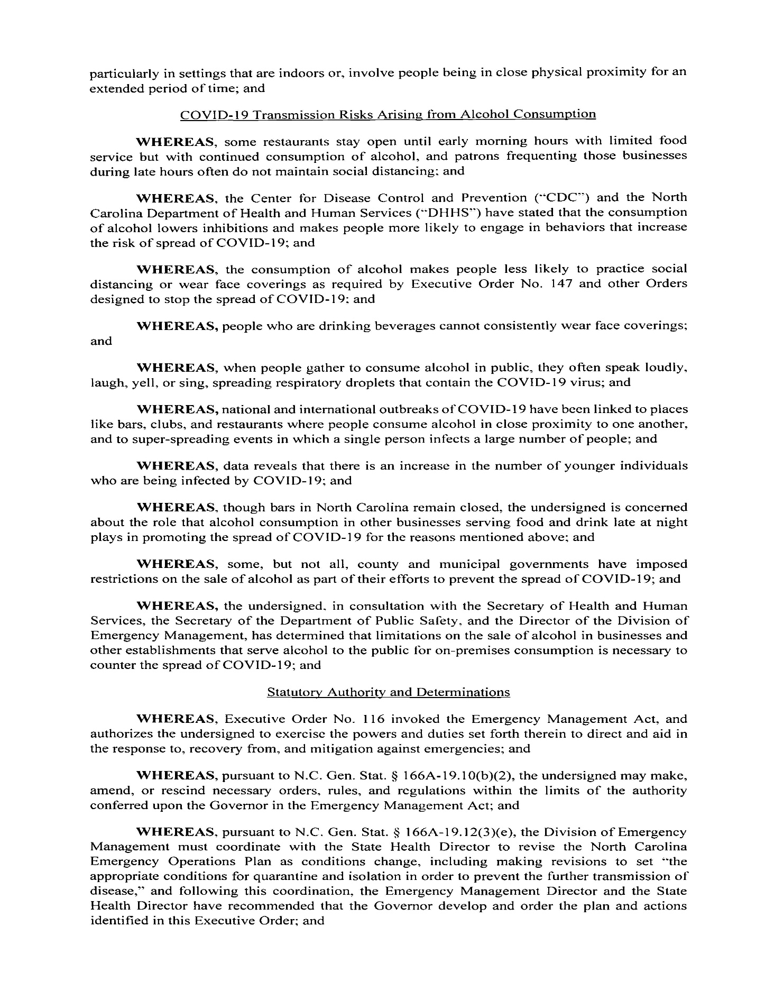 particularly in settings that are indoors or, involve people being in close physical proximity for an
extended period of time; and
COVID-19 Transmission Risks Arising from Alcohol Consumption
WHEREAS, some restaurants stay open until early morning hours with limited food
service but with continued consumption of alcohol, and patrons frequenting those businesses
during late hours often do not maintain social distancing; and
WHEREAS, the Center for Disease Control and Prevention ("CDC") and the North
Carolina Department of Health and Human Services ("DHHS") have stated that the consumption
of alcohol lowers inhibitions and makes people more likely to engage in behaviors that increase
the risk of spread of COVID-19; and
WHEREAS, the consumption of alcohol makes people less likely to practice social
distancing or wear face coverings as required by Executive Order No. 147 and other Orders
designed to stop the spread of COVID-19; and
WHEREAS, people who are drinking beverages cannot consistently wear face coverings;
and
WHEREAS, when people gather to consume alcohol in public, they often speak loudly,
laugh, yell, or sing, spreading respiratory droplets that contain the COVID-19 virus; and
WHEREAS, national and international outbreaks of COVID-19 have been linked to places
like bars, clubs, and restaurants where people consume alcohol in close proximity to one another,
and to super-spreading events in which a single person infects a large number of people; and
WHEREAS, data reveals that there is an increase in the number of younger individuals
who are being infected by COVID-19; and
WHEREAS, though bars in North Carolina remain closed, the undersigned is concerned
about the role that alcohol consumption in other businesses serving food and drink late at night
plays in promoting the spread of COVID-19 for the reasons mentioned above; and
WHEREAS, some, but not all, county and municipal governments have imposed
restrictions on the sale of alcohol as part of their efforts to prevent the spread of COVID-19; and
WHEREAS, the undersigned, in consultation with the Secretary of Health and Human
Services, the Secretary of the Department of Public Safety, and the Director of the Division of
Emergency Management, has determined that limitations on the sale of alcohol in businesses and
other establishments that serve alcohol to the public for on-premises consumption is necessary to
counter the spread of COVID-19; and
Statutory Authority and Determinations
WHEREAS, Executive Order No. 116 invoked the Emergency Management Act, and
authorizes the undersigned to exercise the powers and duties set forth therein to direct and aid in
the response to, recovery from, and mitigation against emergencies; and
WHEREAS, pursuant to N.C. Gen. Stat. § 166A-19.10(b)(2), the undersigned may make,
amend, or rescind necessary orders, rules, and regulations within the limits of the authority
conferred upon the Governor in the Emergency Management Act; and
WHEREAS, pursuant to N.C. Gen. Stat. § 166A-19.12(3)(e), the Division of Emergency
Management must coordinate with the State Health Director to revise the North Carolina
Emergency Operations Plan as conditions change, including making revisions to set "the
appropriate conditions for quarantine and isolation in order to prevent the further transmission of
disease," and following this coordination, the Emergency Management Director and the State
Health Director have recommended that the Governor develop and order the plan and actions
identified in this Executive Order; and